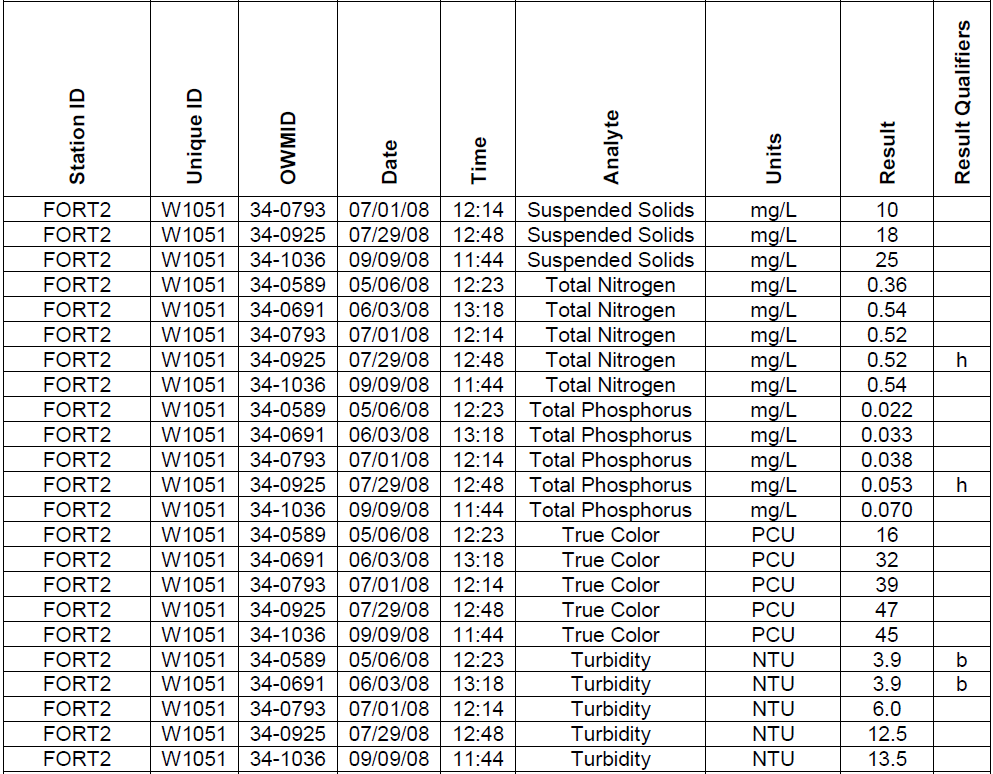 Station ID Unique ID OWMID Date Time Analyte Units Result Result Qualifiers
FORT2 W1051 34-0793 07/01/08 12:14 Suspended Solids mg/L 10
FORT2 W1051 34-0925 07/29/08 12:48 Suspended Solids mg/L 18
FORT2 W1051 34-1036 09/09/08 11:44 Suspended Solids mg/L 25
FORT2 W1051 34-0589 05/06/08 12:23 Total Nitrogen mg/L 0.36
FORT2 W1051 34-0691 06/03/08 13:18 Total Nitrogen mg/L 0.54
FORT2 W1051 34-0793 07/01/08 12:14 Total Nitrogen mg/L 0.52
FORT2 W1051 34-0925 07/29/08 12:48 Total Nitrogen mg/L 0.52 h
FORT2 W1051 34-1036 09/09/08 11:44 Total Nitrogen mg/L 0.54
FORT2 W1051 34-0589 05/06/08 12:23 Total Phosphorus mg/L 0.022
FORT2 W1051 34-0691 06/03/08 13:18 Total Phosphorus mg/L 0.033
FORT2 W1051 34-0793 07/01/08 12:14 Total Phosphorus mg/L 0.038
FORT2 W1051 34-0925 07/29/08 12:48 Total Phosphorus mg/L 0.053 h
FORT2 W1051 34-1036 09/09/08 11:44 Total Phosphorus mg/L 0.070
FORT2 W1051 34-0589 05/06/08 12:23 True Color PCU 16
FORT2 W1051 34-0691 06/03/08 13:18 True Color PCU 32
FORT2 W1051 34-0793 07/01/08 12:14 True Color PCU 39
FORT2 W1051 34-0925 07/29/08 12:48 True Color PCU 47
FORT2 W1051 34-1036 09/09/08 11:44 True Color PCU 45
FORT2 W1051 34-0589 05/06/08 12:23 Turbidity NTU 3.9 b
FORT2 W1051 34-0691 06/03/08 13:18 Turbidity NTU 3.9 b
FORT2 W1051 34-0793 07/01/08 12:14 Turbidity NTU 6.0
FORT2 W1051 34-0925 07/29/08 12:48 Turbidity NTU 12.5
FORT2 W1051 34-1036 09/09/08 11:44 Turbidity NTU 13.5